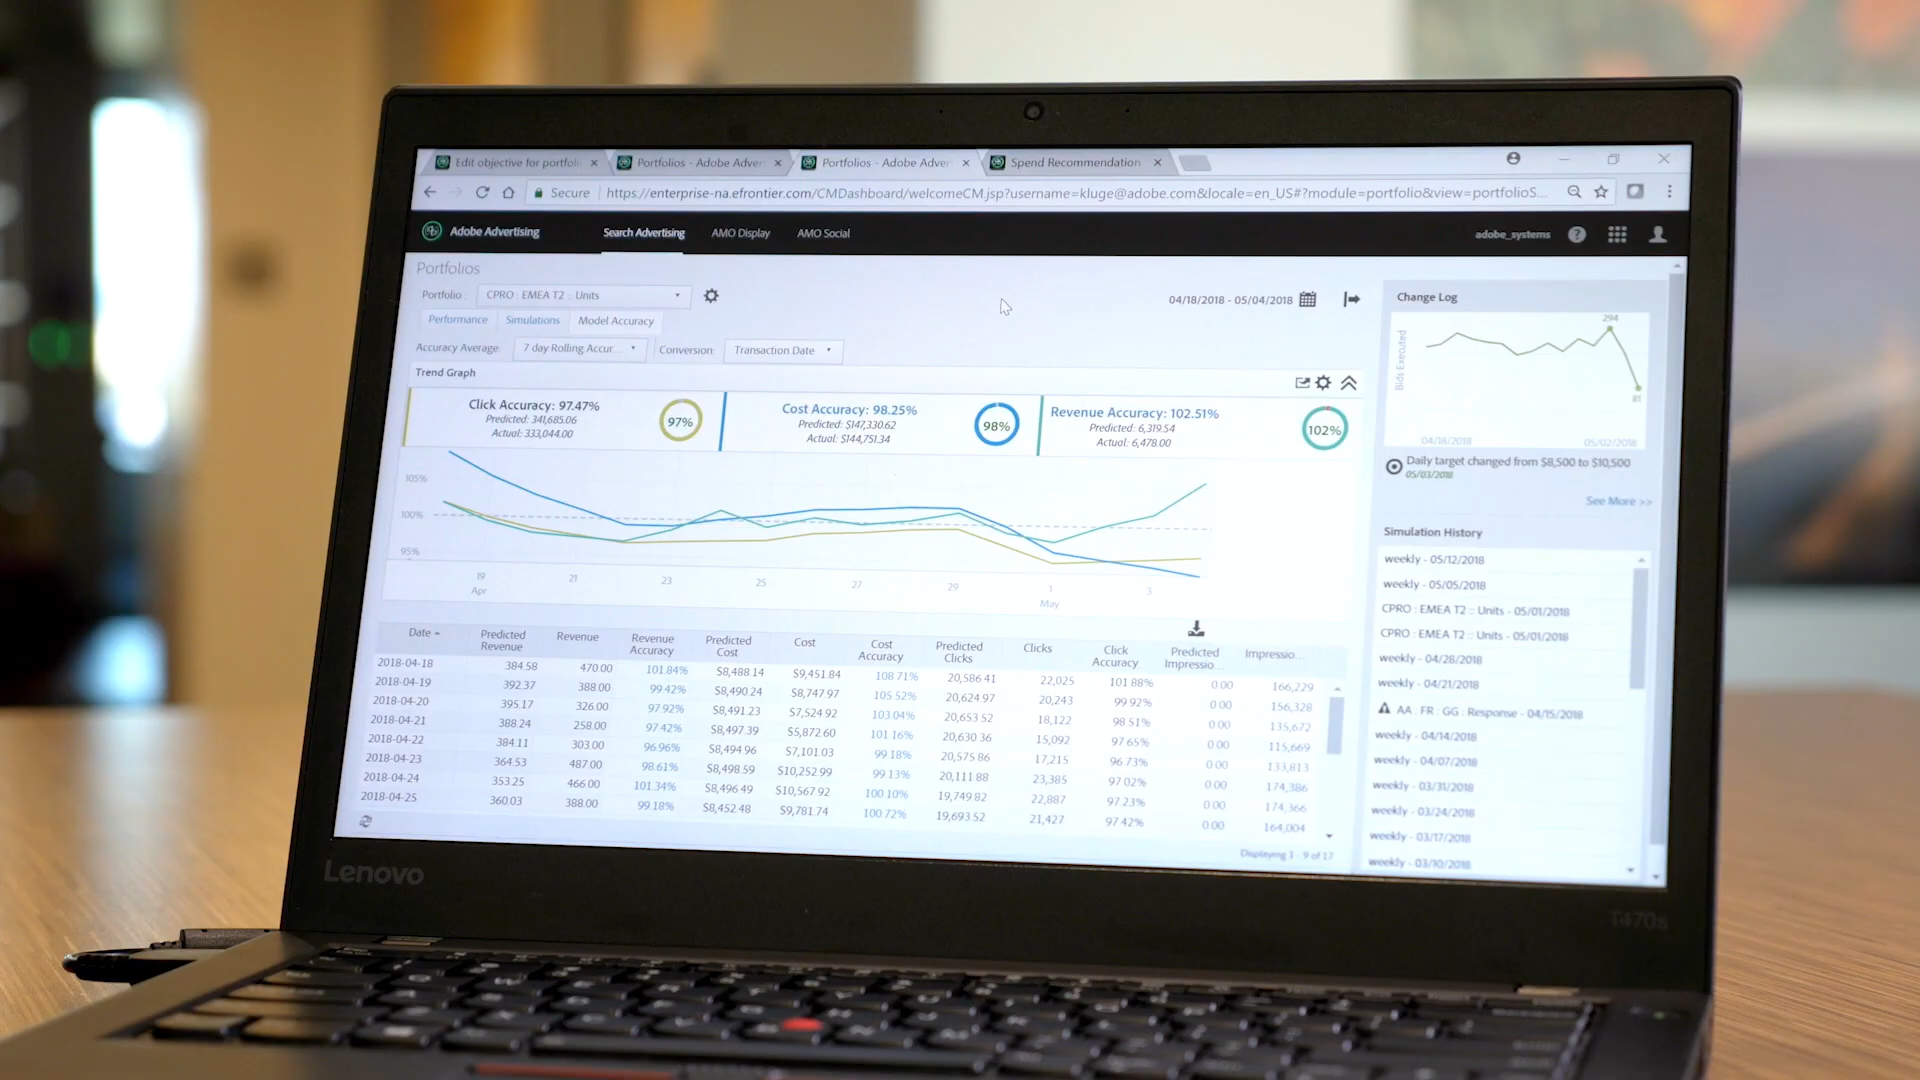 Edit objective for portfoli
Portfolios - Adobe Adver
Portfolios - Adobe Adver
Spend Recommendation
Secure
https://enterprise-na.efrontier.com/CMDashboard/welcomeCM.jsp?username=kluge@adobe.com&locale=en_US#?module=portfolio&view=portfolioS...
Adobe Advertising
Search Advertising
AMO Display
AMO Social
adobe_systems
Portfolios
Portfolio: CPRO : EMEA T2 :: Units
04/18/2018 - 05/04/2018
Performance Simulations Model Accuracy
Accuracy Average: 7 day Rolling Accur... Conversion: Transaction Date
Trend Graph
Click Accuracy: 97.47%
Predicted: 341,685.06
Actual: 333,044.00
97%
Cost Accuracy: 98.25%
Predicted: $147,330.62
Actual: $144,751.34
98%
Revenue Accuracy: 102.51%
Predicted: 6,319.54
Actual: 6,478.00
102%
105%
100%
95%
19 21 23 25 27 29 1 3
Apr May
Date Predicted Revenue Revenue Revenue Accuracy Predicted Cost Cost Cost Accuracy Predicted Clicks Clicks Click Accuracy Predicted Impressio... Impressio...
2018-04-18 384.58 470.00 101.84% $8,488.14 $9,451.84 108.71% 20,586.41 22,025 101.88% 0.00 166,229
2018-04-19 392.37 388.00 99.42% $8,490.24 $8,747.97 105.52% 20,624.97 20,243 99.92% 0.00 156,328
2018-04-20 395.17 326.00 97.92% $8,491.23 $7,524.92 103.04% 20,653.52 18,122 98.51% 0.00 135,672
2018-04-21 388.24 258.00 97.42% $8,497.39 $5,872.60 101.16% 20,630.36 15,092 97.65% 0.00 115,669
2018-04-22 384.11 303.00 96.96% $8,494.96 $7,101.03 99.18% 20,575.86 17,215 96.73% 0.00 133,813
2018-04-23 364.53 487.00 98.61% $8,498.59 $10,252.99 99.13% 20,111.88 23,385 97.02% 0.00 174,386
2018-04-24 353.25 466.00 101.34% $8,496.49 $10,567.92 100.10% 19,749.82 22,887 97.23% 0.00 174,366
2018-04-25 360.03 388.00 99.18% $8,452.48 $9,781.74 100.72% 19,693.52 21,427 97.42% 0.00 164,004
Displaying 1 - 9 of 17
Change Log
294
Bids Executed
81
04/18/2018 05/02/2018
Daily target changed from $8,500 to $10,500
05/03/2018
See More >>
Simulation History
weekly - 05/12/2018
weekly - 05/05/2018
CPRO : EMEA T2 :: Units - 05/01/2018
CPRO : EMEA T2 :: Units - 05/01/2018
weekly - 04/28/2018
weekly - 04/21/2018
AA : FR : GG : Response - 04/15/2018
weekly - 04/14/2018
weekly - 04/07/2018
weekly - 03/31/2018
weekly - 03/24/2018
weekly - 03/17/2018
weekly - 03/10/2018
Lenovo
T470s